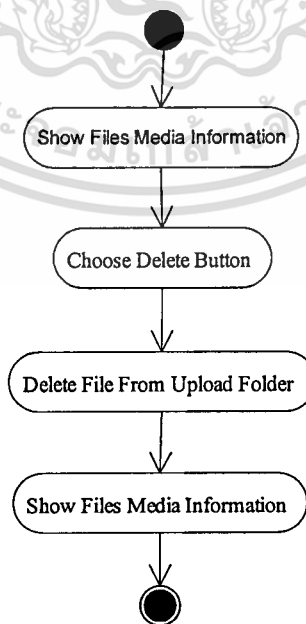 Show Files Media Information
Choose Delete Button
Delete File From Upload Folder
Show Files Media Information